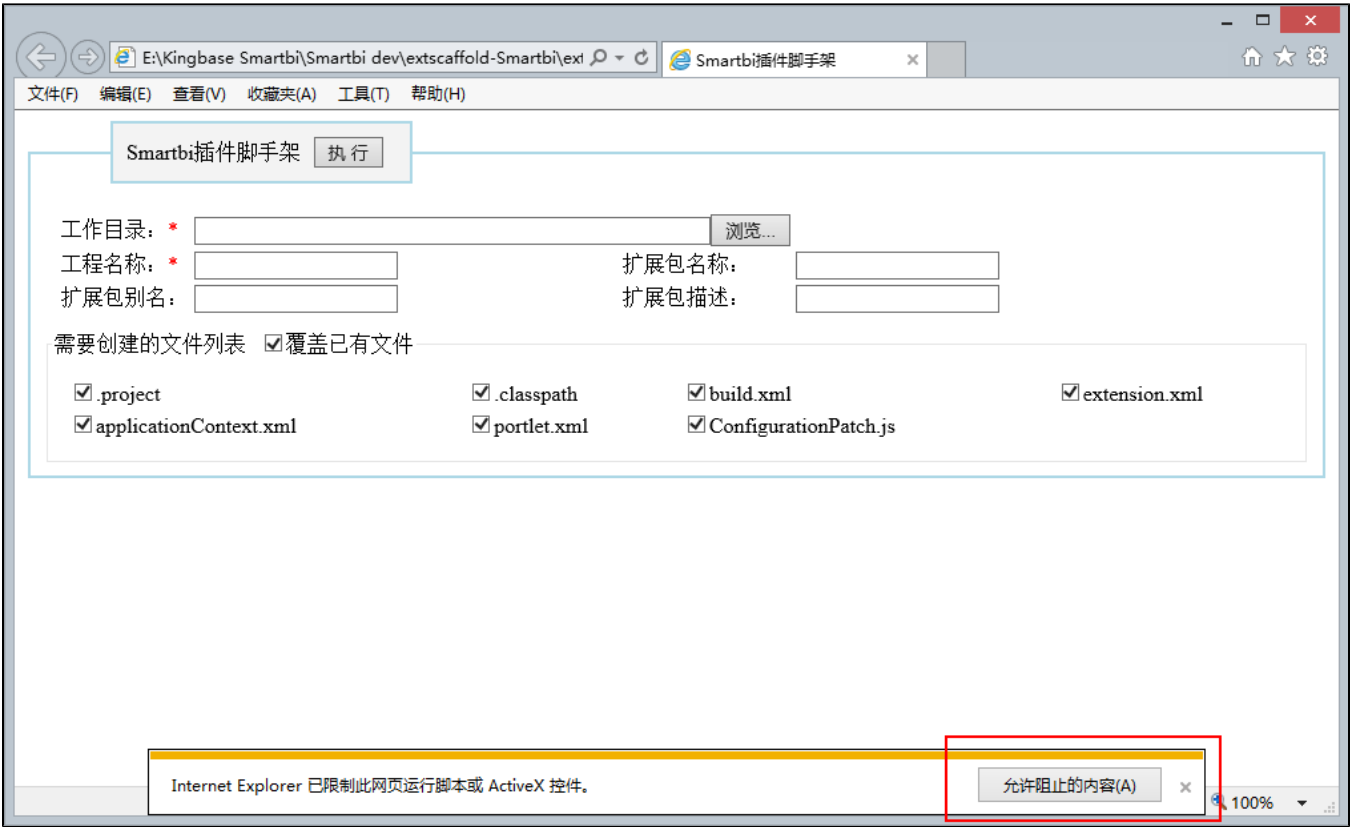 E:\Kingbase Smartbi\Smartbi dev\extscaffold-Smartbi\ext
Smartbi插件脚手架
文件(F) 编辑(E) 查看(V) 收藏夹(A) 工具(T) 帮助(H)
Smartbi插件脚手架 执 行
工作目录：* 浏览...
工程名称：* 扩展包名称：
扩展包别名： 扩展包描述：
需要创建的文件列表 覆盖已有文件
.project .classpath build.xml extension.xml
applicationContext.xml portlet.xml ConfigurationPatch.js
Internet Explorer 已限制此网页运行脚本或 ActiveX 控件。 允许阻止的内容(A)
100%